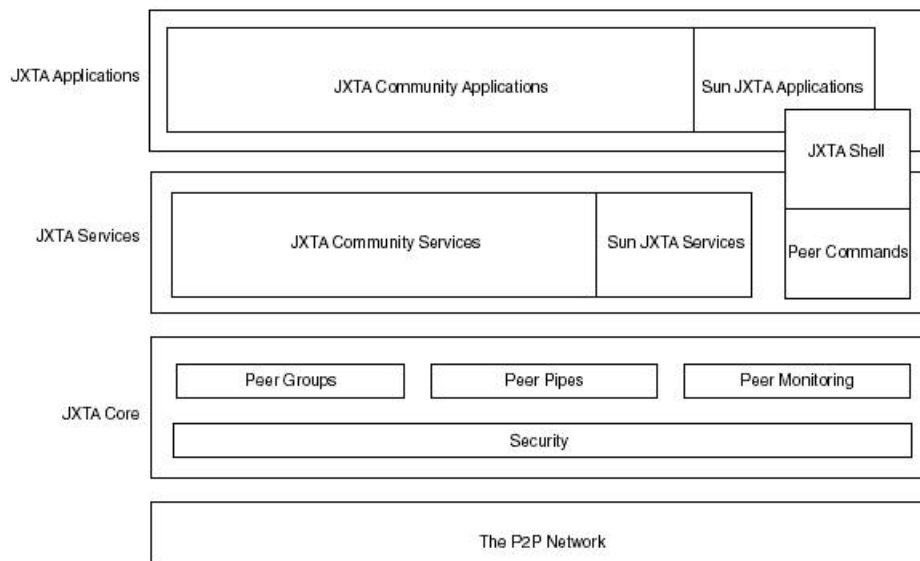 JXTA Applications
JXTA Community Applications
Sun JXTA Applications
JXTA Shell
JXTA Services
JXTA Community Services
Sun JXTA Services
Peer Commands
JXTA Core
Peer Groups
Peer Pipes
Peer Monitoring
Security
The P2P Network